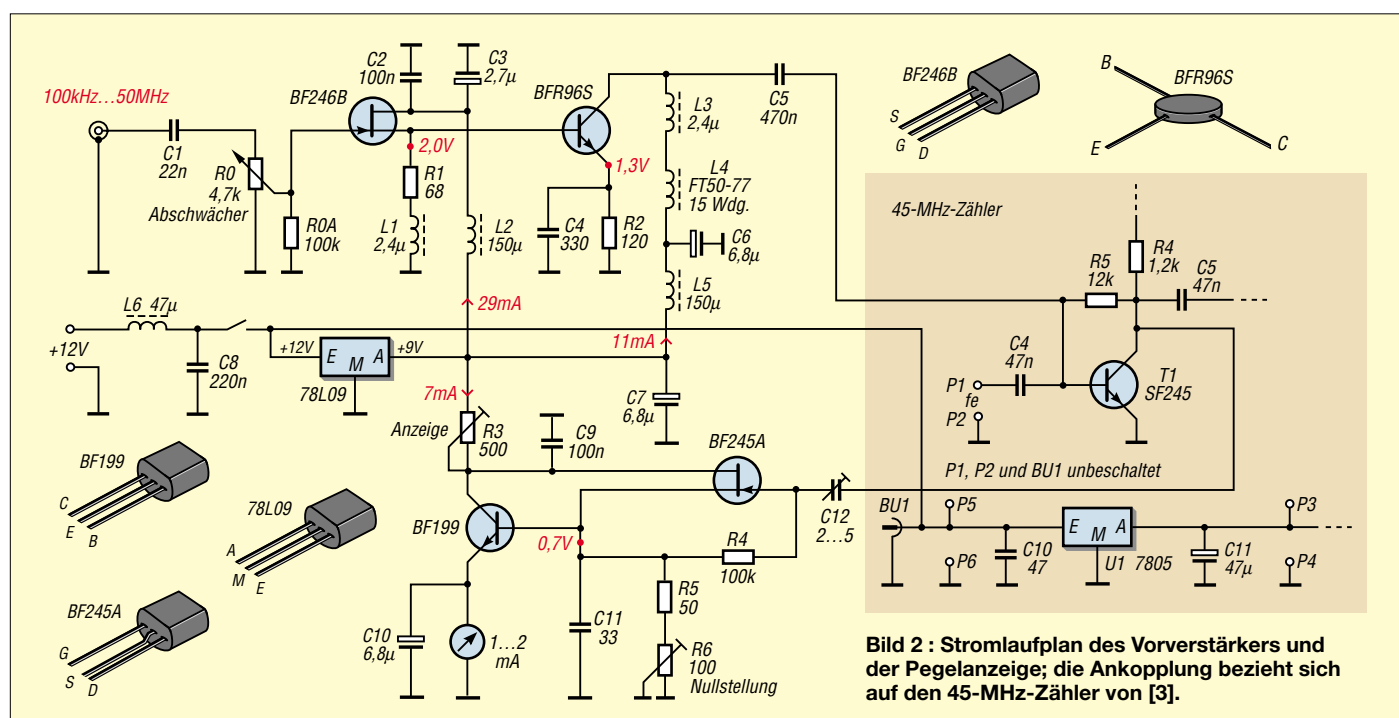 100kHz...50MHz
C1
22n
R0
4,7k
Abschwächer
R0A
100k
C2
100n
C3
2,7µ
BF246B
2,0V
R1
68
L1
2,4µ
L2
150µ
BFR96S
1,3V
C4
330
R2
120
L3
2,4µ
L4
FT50-77
15 Wdg.
C6
6,8µ
L5
150µ
C5
470n
BF246B
S
G
D
BFR96S
B
E
C
L6 47µ
+12V
C8
220n
+12V
E M A
+9V
78L09
29mA
11mA
7mA
C7
6,8µ
Anzeige
R3
500
C9
100n
BF245A
C12
2...5
BF199
0,7V
R4
100k
R5
50
R6
100
Nullstellung
C11
33
C10
6,8µ
1...2
mA
BF199
C
E
B
78L09
A
M
E
BF245A
G
S
D
45-MHz-Zähler
R4
1,2k
R5
12k
C5
47n
C4
47n
P1
fe
P2
T1
SF245
P1, P2 und BU1 unbeschaltet
BU1
P5
P6
C10
47
E M A
U1 7805
C11
47µ
P3
P4
Bild 2 : Stromlaufplan des Vorverstärkers und
der Pegelanzeige; die Ankopplung bezieht sich
auf den 45-MHz-Zähler von [3].